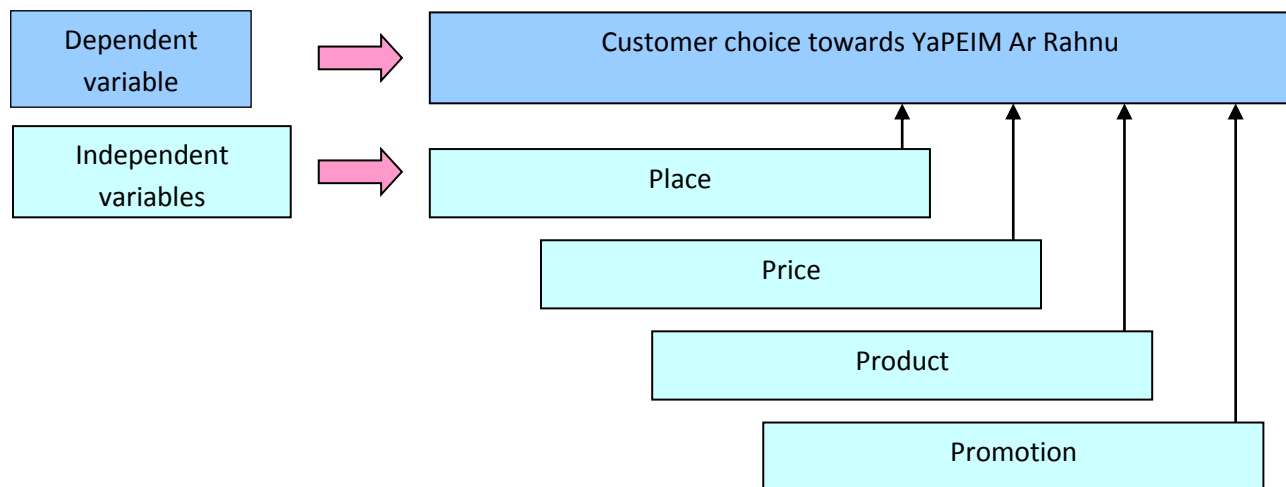 Dependent
variable
Customer choice towards YaPEIM Ar Rahnu
Independent
variables
Place
Price
Product
Promotion